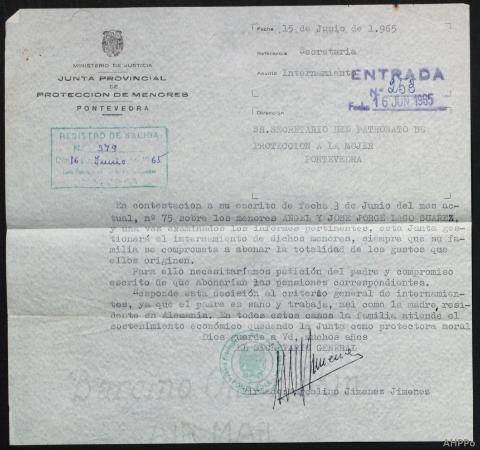 MINISTERIO DE JUSTICIA
JUNTA PROVINCIAL
DE
PROTECCION DE MENORES
PONTEVEDRA
REGISTRO DE SALIDA
N.º 379
16 Junio 65
Fecha 15 de Junio de 1.965
Referencia Secretaria
Asunto Internamiento
ENTRADA
N.º 258
Fecha 16 JUN 1965
Dirección
SR. SECRETARIO DEL PATRONATO DE
PROTECCION A LA MUJER
PONTEVEDRA
En contestacion a su escrito de fecha 3 de Junio del mes ac-
tual, nº 75 sobre los menores ANGEL Y JOSE JORGE LAGO SUAREZ,
y una vez examinados los informes pertinentes, esta Junta ges-
tionará el internamiento de dichos menores, siempre que su fa-
milia se comprometa a abonar la totalidad de los gastos que
ellos originen.
Para ello necesitaríamos petición del padre y compromiso
escrito de que abonarían las pensiones correspondientes.
Responde esta decisión al criterio general de internamien-
tos, ya que el padre es sano y trabaja, asi como la madre, resi-
dente en Alemania. En todos estos casos la familia atiende el
sostenimiento económico quedando la Junta como protectora moral
Dios guarde a Vd, muchos años
EL SECRETARIO GENERAL
Jimenez Jimenez
AIR MAIL
AHPPo